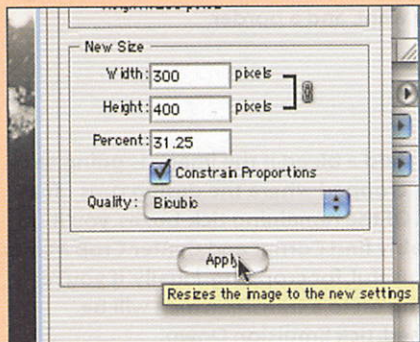 New Size
Width: 300 pixels
Height: 400 pixels
Percent: 31.25
Constrain Proportions
Quality: Bicubic
Apply
Resizes the image to the new settings